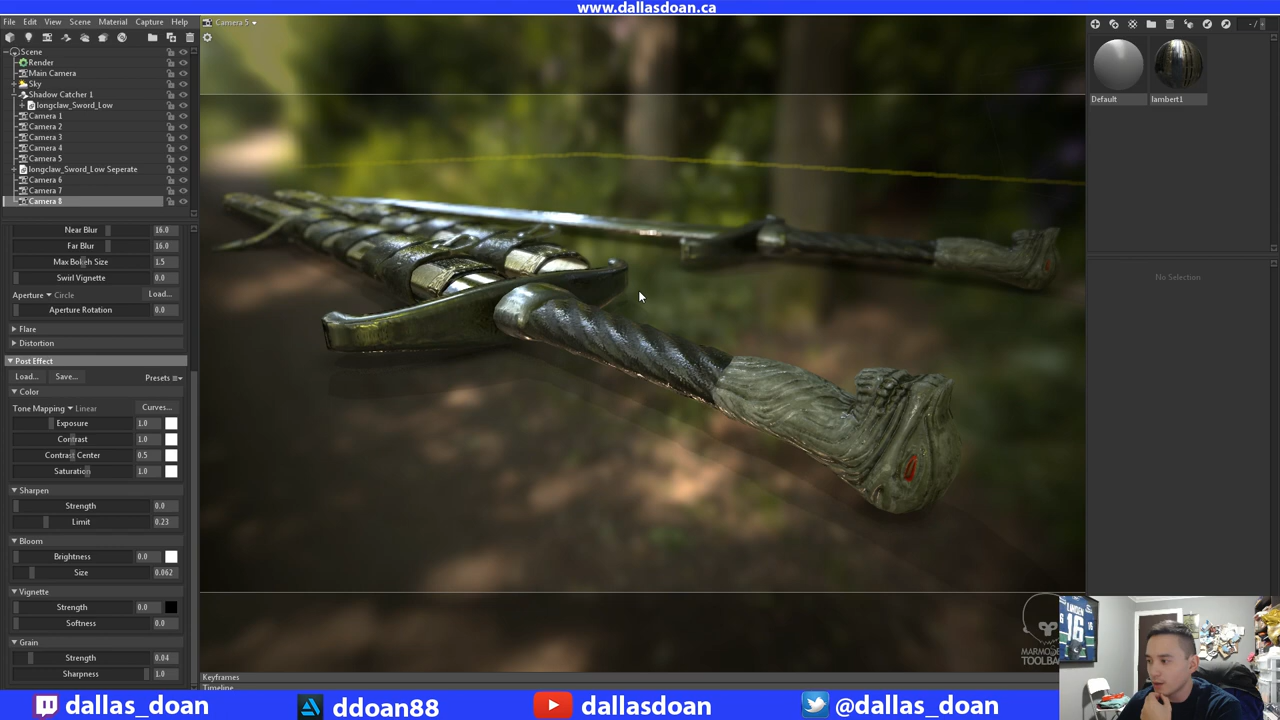 www.dallasdoan.ca
File Edit View Scene Material Capture Help
Camera 5
Scene
Render
Main Camera
Sky
Shadow Catcher 1
longclaw_Sword_Low
Camera 1
Camera 2
Camera 3
Camera 4
Camera 5
longclaw_Sword_Low Seperate
Camera 6
Camera 7
Camera 8
Near Blur 16.0
Far Blur 16.0
Max Bokeh Size 1.5
Swirl Vignette 0.0
Aperture Circle Load...
Aperture Rotation 0.0
Flare
Distortion
Post Effect
Load... Save... Presets
Color
Tone Mapping Linear Curves...
Exposure 1.0
Contrast 1.0
Contrast Center 0.5
Saturation 1.0
Sharpen
Strength 0.0
Limit 0.23
Bloom
Brightness 0.0
Size 0.062
Vignette
Strength 0.0
Softness 0.0
Grain
Strength 0.04
Sharpness 1.0
Default lambert1
No Selection
Keyframes
Timeline
16
dallas_doan ddoan88 dallasdoan @dallas_doan